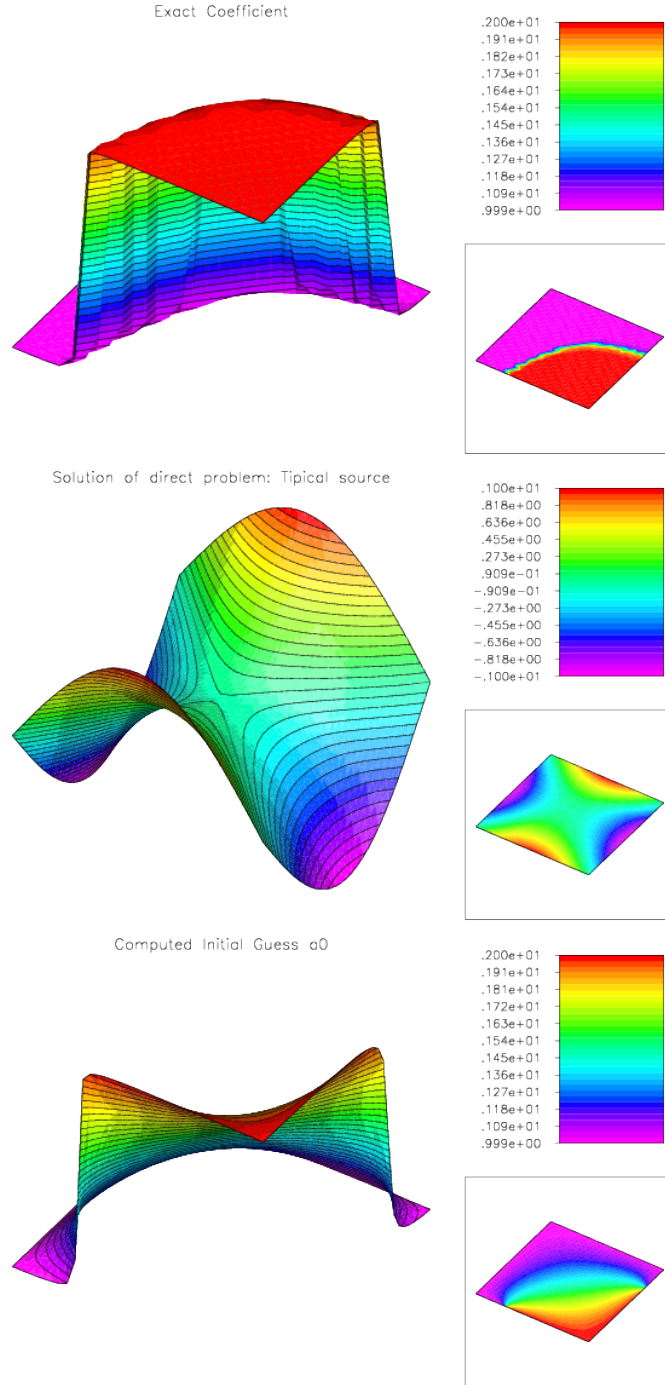 Exact Coefficient
.200e+01
.191e+01
.182e+01
.173e+01
.164e+01
.154e+01
.145e+01
.136e+01
.127e+01
.118e+01
.109e+01
.999e+00
Solution of direct problem: Tipical source
.100e+01
.818e+00
.636e+00
.455e+00
.273e+00
.909e-01
-.909e-01
-.273e+00
-.455e+00
-.636e+00
-.818e+00
-.100e+01
Computed Initial Guess a0
.200e+01
.191e+01
.181e+01
.172e+01
.163e+01
.154e+01
.145e+01
.136e+01
.127e+01
.118e+01
.109e+01
.999e+00